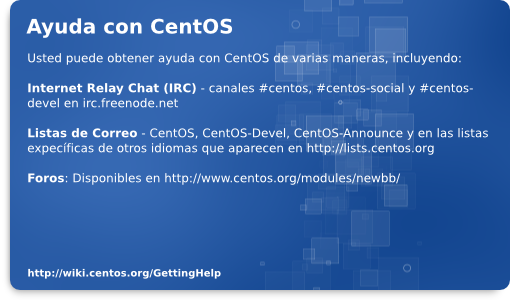 Ayuda con CentOS
Usted puede obtener ayuda con CentOS de varias maneras, incluyendo:
Internet Relay Chat (IRC) - canales #centos, #centos-social y #centos-
devel en irc.freenode.net
Listas de Correo - CentOS, CentOS-Devel, CentOS-Announce y en las listas
expecíficas de otros idiomas que aparecen en http://lists.centos.org
Foros: Disponibles en http://www.centos.org/modules/newbb/
http://wiki.centos.org/GettingHelp